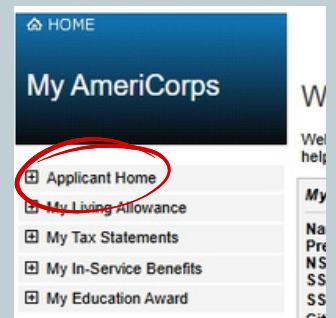 HOME
My AmeriCorps
Applicant Home
My Living Allowance
My Tax Statements
My In-Service Benefits
My Education Award
W
Wel
help
My
Na
Pre
NS
SS
SS